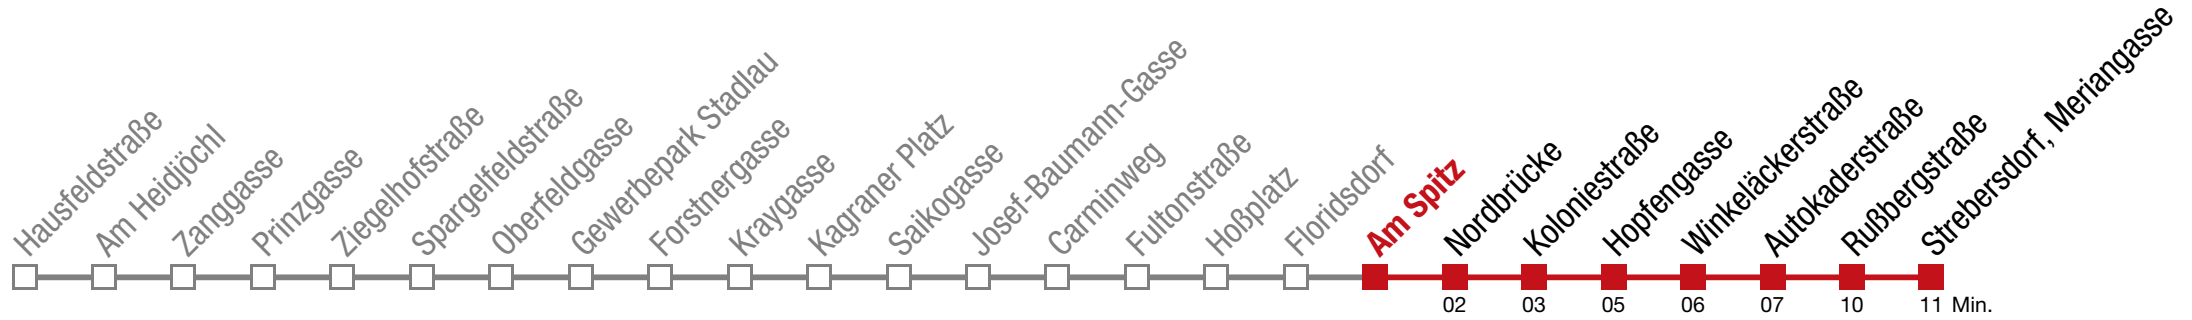 Hausfeldstraße
Am Heidjöchl
Zanggasse
Prinzgasse
Ziegelhofstraße
Spargelfeldstraße
Oberfeldgasse
Gewerbepark Stadlau
Forstnergasse
Kraygasse
Kagraner Platz
Saikogasse
Josef-Baumann-Gasse
Carminweg
Fultonstraße
Hoßplatz
Floridsdorf
Am Spitz
Nordbrücke
Koloniestraße
Hopfengasse
Winkeläckerstraße
Autokaderstraße
Rußbergstraße
Strebersdorf, Meriangasse
02 03 05 06 07 10 11 Min.